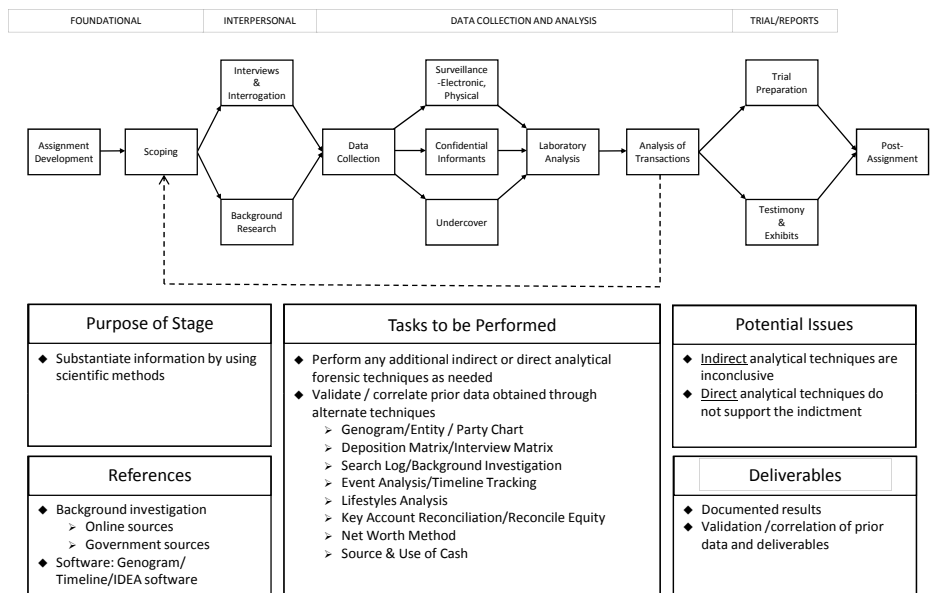 FOUNDATIONAL
INTERPERSONAL
DATA COLLECTION AND ANALYSIS
TRIAL/REPORTS
Assignment
Development
Scoping
Interviews
&
Interrogation
Background
Research
Data
Collection
Surveillance
-Electronic,
Physical
Confidential
Informants
Undercover
Laboratory
Analysis
Analysis of
Transactions
Trial
Preparation
Testimony
&
Exhibits
Post-
Assignment
Purpose of Stage
◆ Substantiate information by using
scientific methods
References
◆ Background investigation
➢ Online sources
➢ Government sources
◆ Software: Genogram/
Timeline/IDEA software
Tasks to be Performed
◆ Perform any additional indirect or direct analytical
forensic techniques as needed
◆ Validate / correlate prior data obtained through
alternate techniques
➢ Genogram/Entity / Party Chart
➢ Deposition Matrix/Interview Matrix
➢ Search Log/Background Investigation
➢ Event Analysis/Timeline Tracking
➢ Lifestyles Analysis
➢ Key Account Reconciliation/Reconcile Equity
➢ Net Worth Method
➢ Source & Use of Cash
Potential Issues
◆ Indirect analytical techniques are
inconclusive
◆ Direct analytical techniques do
not support the indictment
Deliverables
◆ Documented results
◆ Validation /correlation of prior
data and deliverables